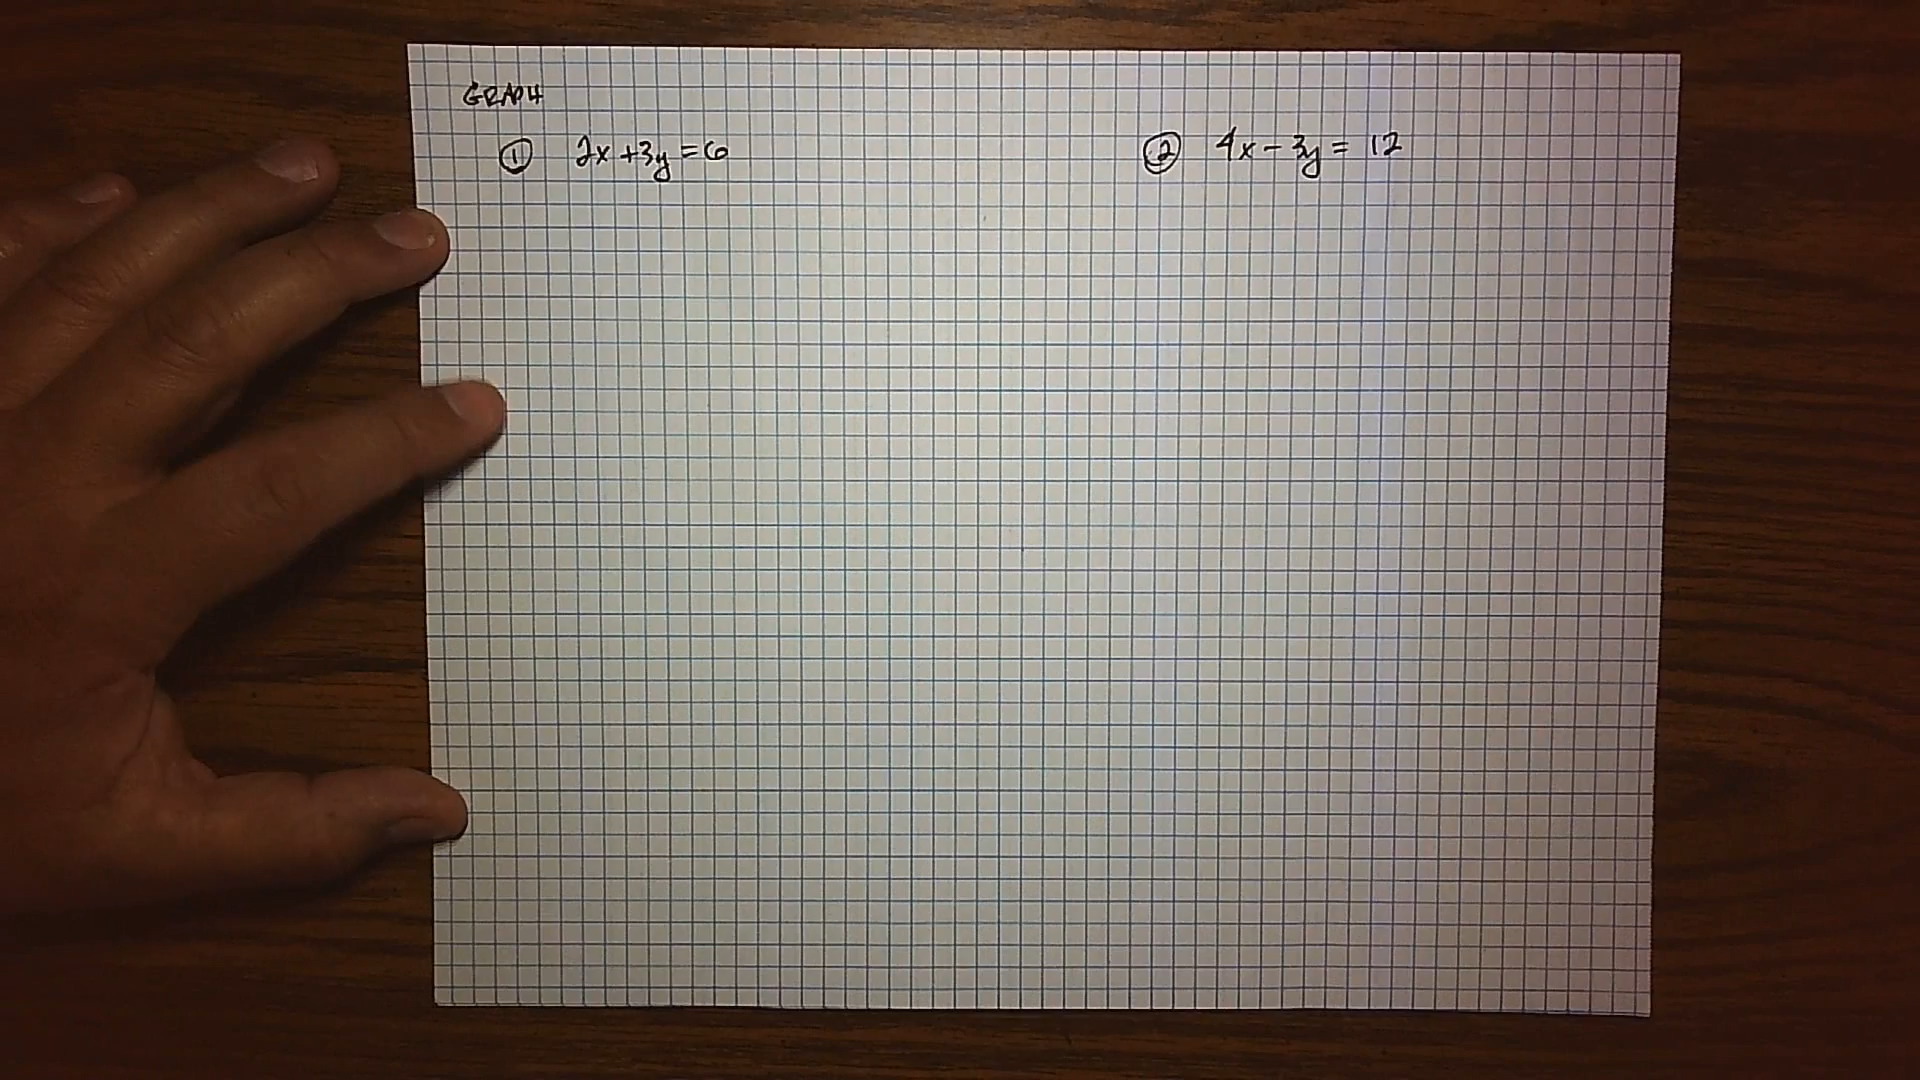 GRAPH
① 2x + 3y = 6
② 4x - 3y = 12